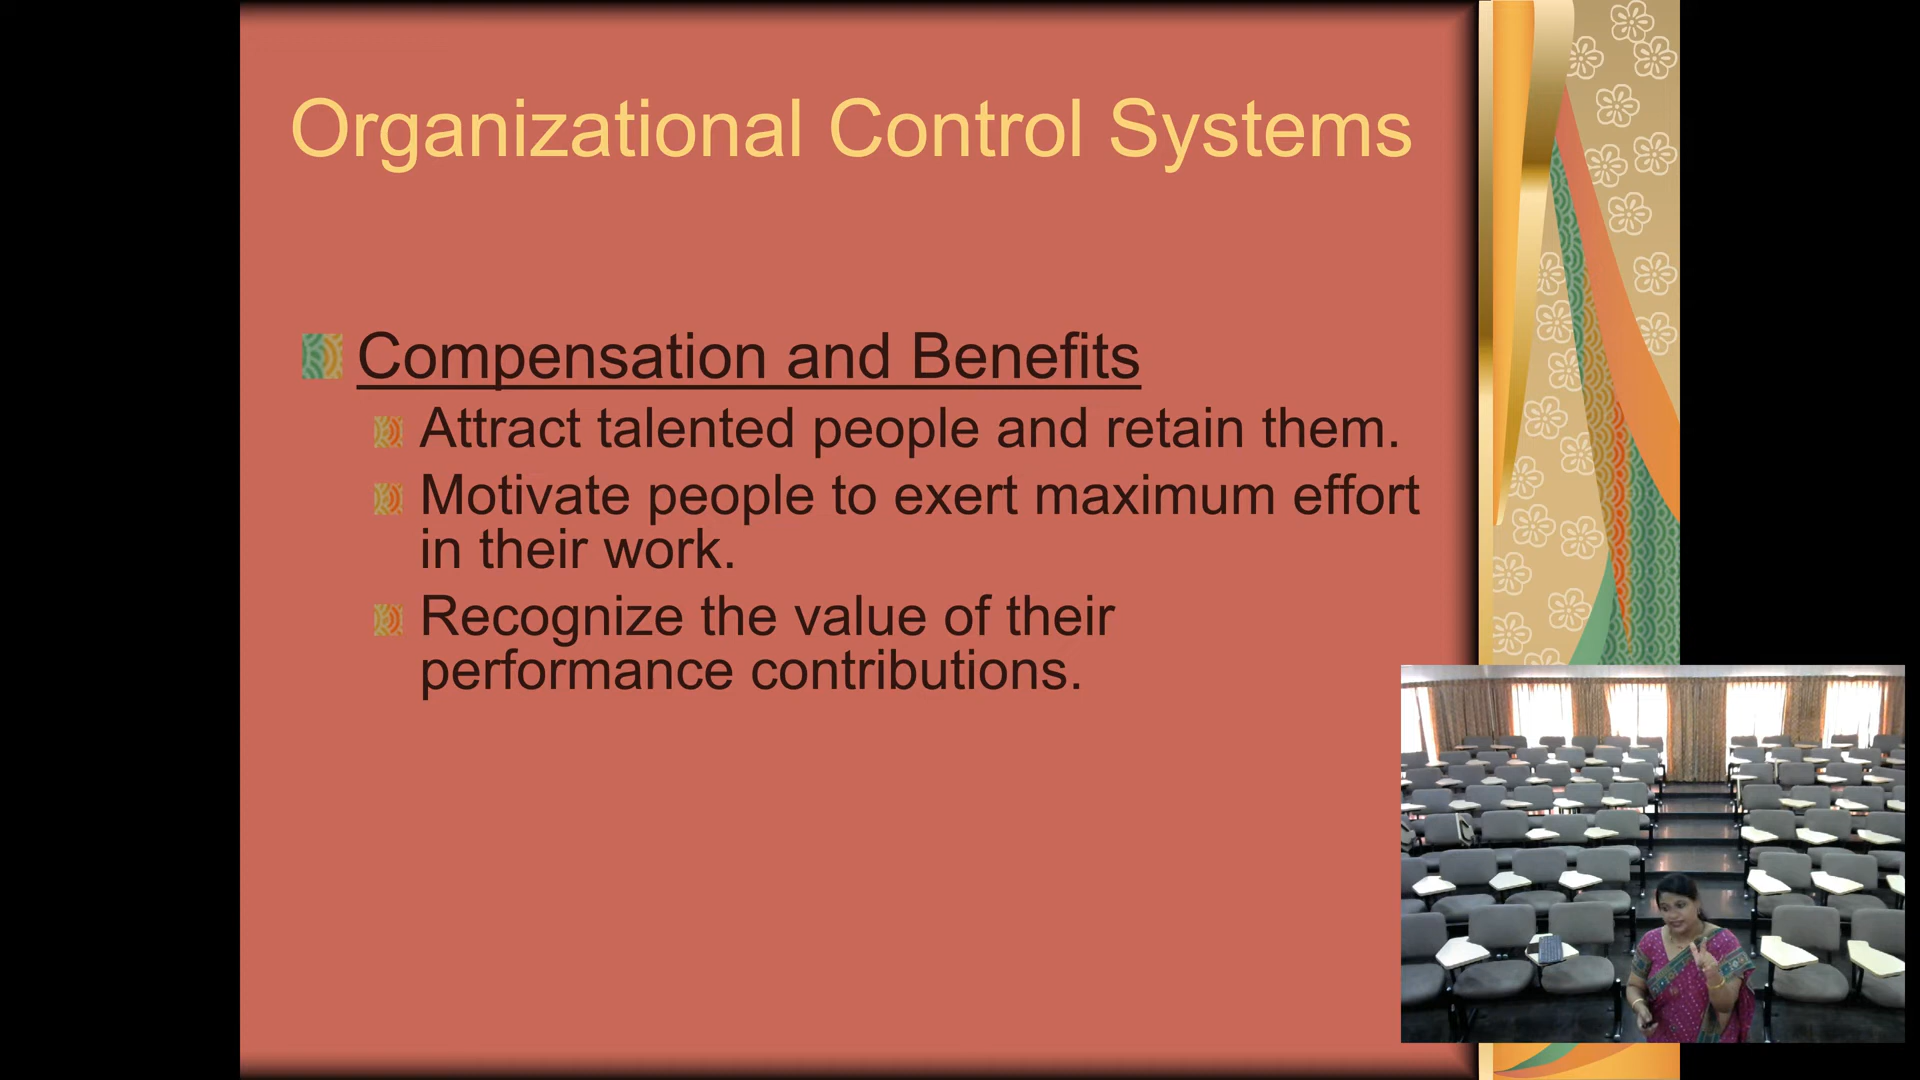 Organizational Control Systems
Compensation and Benefits
Attract talented people and retain them.
Motivate people to exert maximum effort
in their work.
Recognize the value of their
performance contributions.